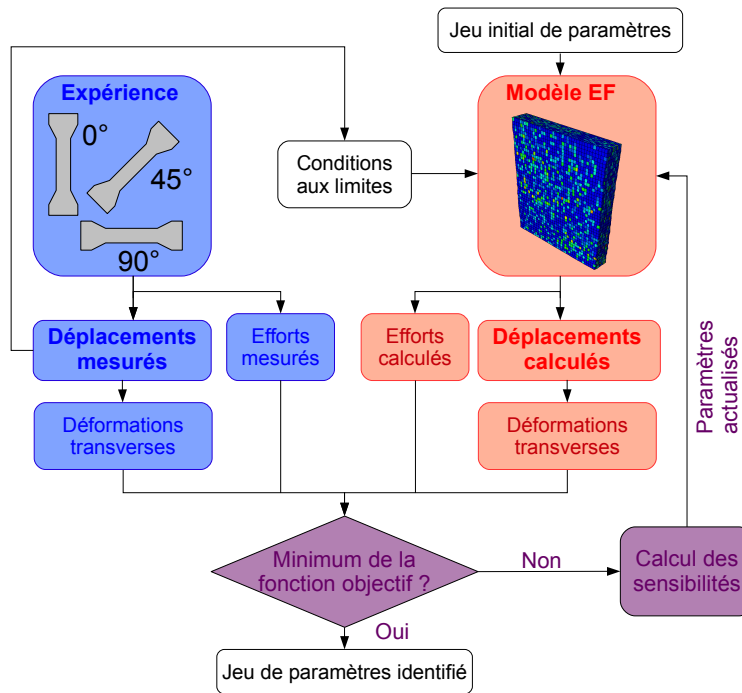 Jeu initial de paramètres
Expérience
0°
45°
90°
Conditions
aux limites
Modèle EF
Déplacements
mesurés
Efforts
mesurés
Efforts
calculés
Déplacements
calculés
Paramètres
actualisés
Déformations
transverses
Déformations
transverses
Minimum de la
fonction objectif ?
Non
Calcul des
sensibilités
Oui
Jeu de paramètres identifié